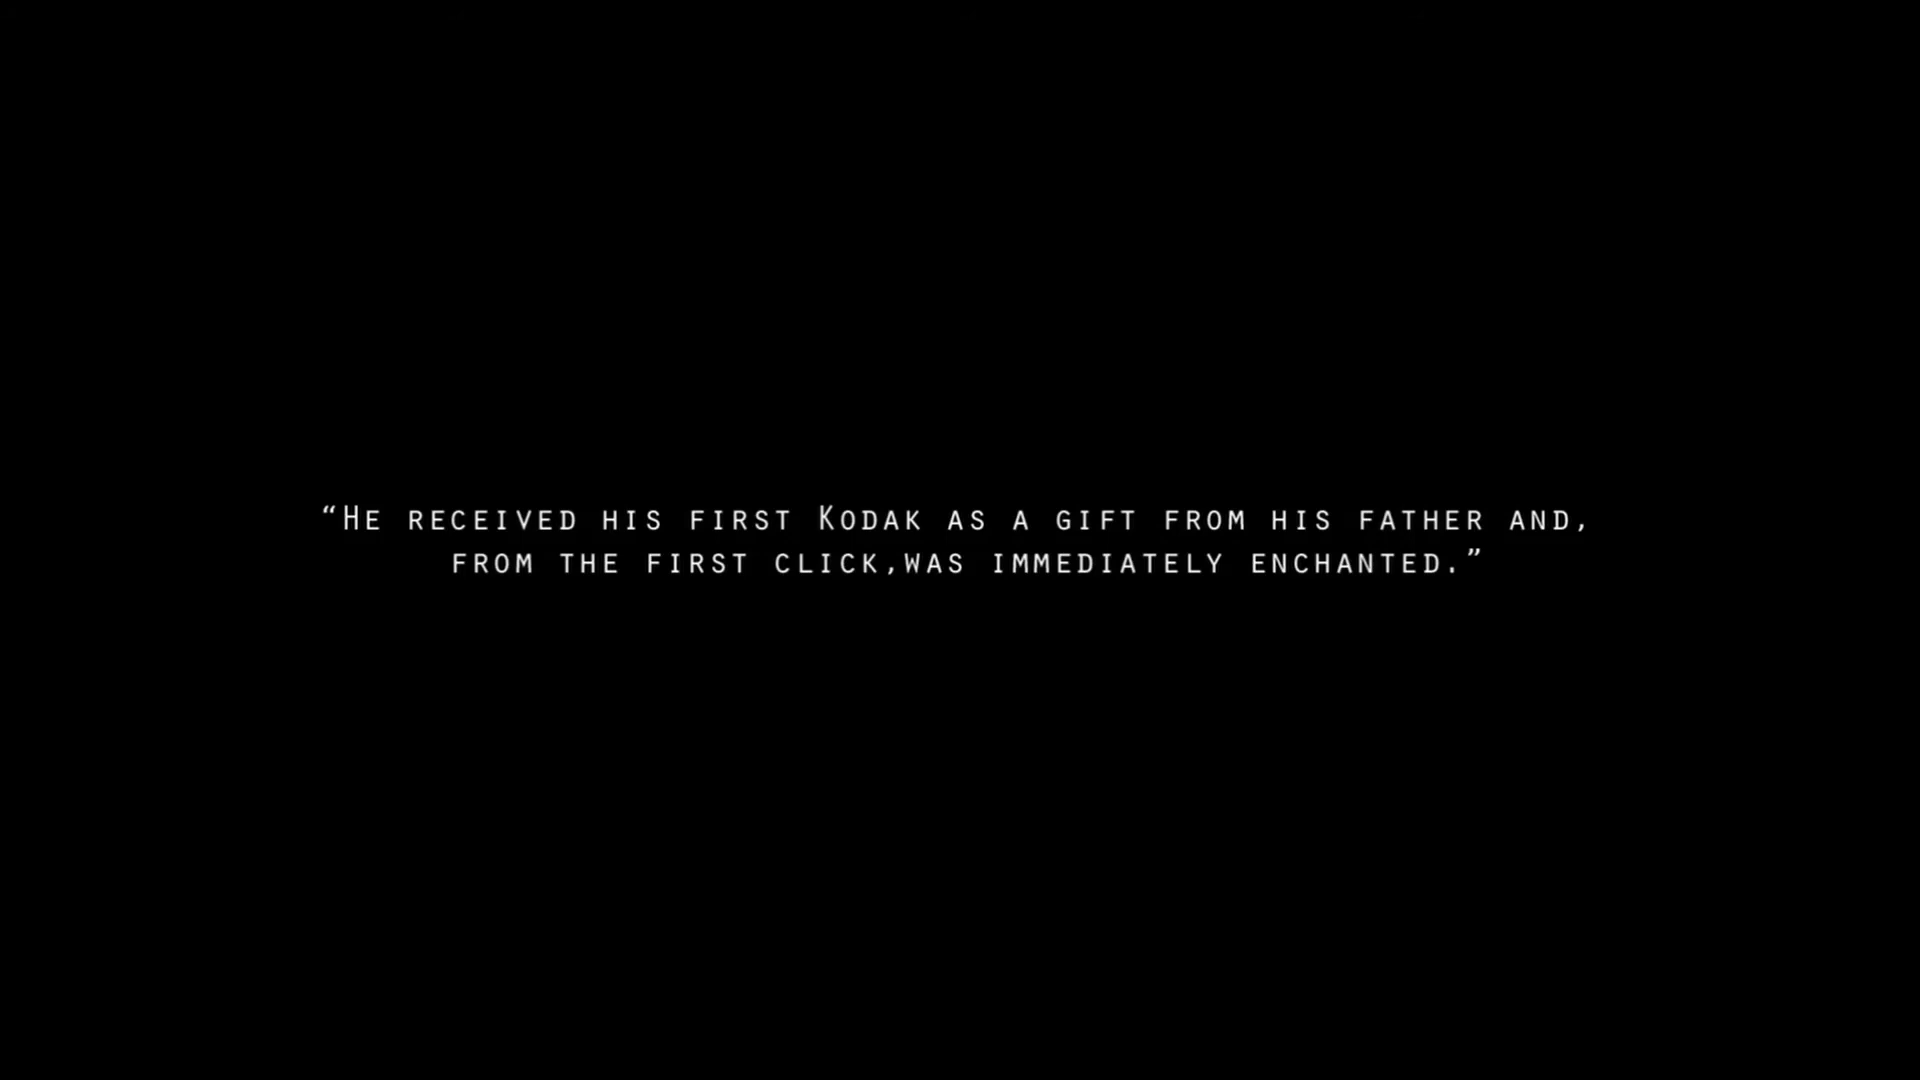 “He received his first Kodak as a gift from his father and,
from the first click,was immediately enchanted.”